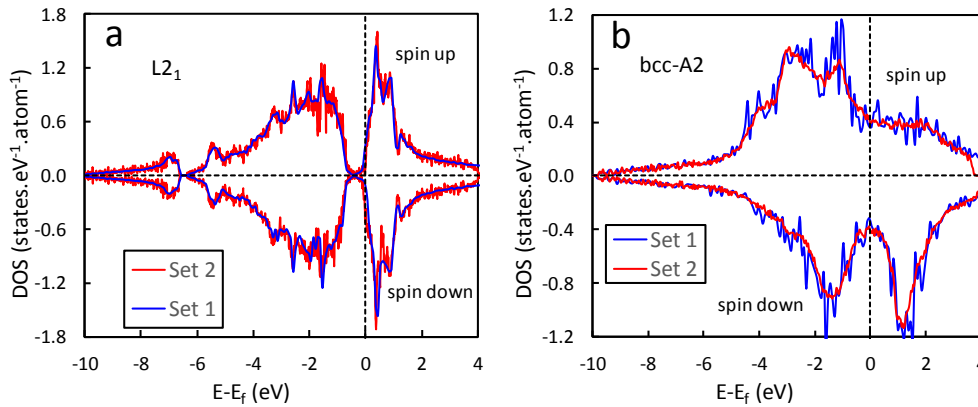 a
L2₁
spin up
1.8
1.2
0.6
0.0
-0.6
-1.2
-1.8
DOS (states.eV⁻¹.atom⁻¹)
Set 2
Set 1
spin down
-10 -8 -6 -4 -2 0 2 4
E-E_f (eV)
b
bcc-A2
spin up
1.2
0.8
0.4
0.0
-0.4
-0.8
-1.2
DOS (states.eV⁻¹.atom⁻¹)
Set 1
Set 2
spin down
-10 -8 -6 -4 -2 0 2 4
E-E_f (eV)